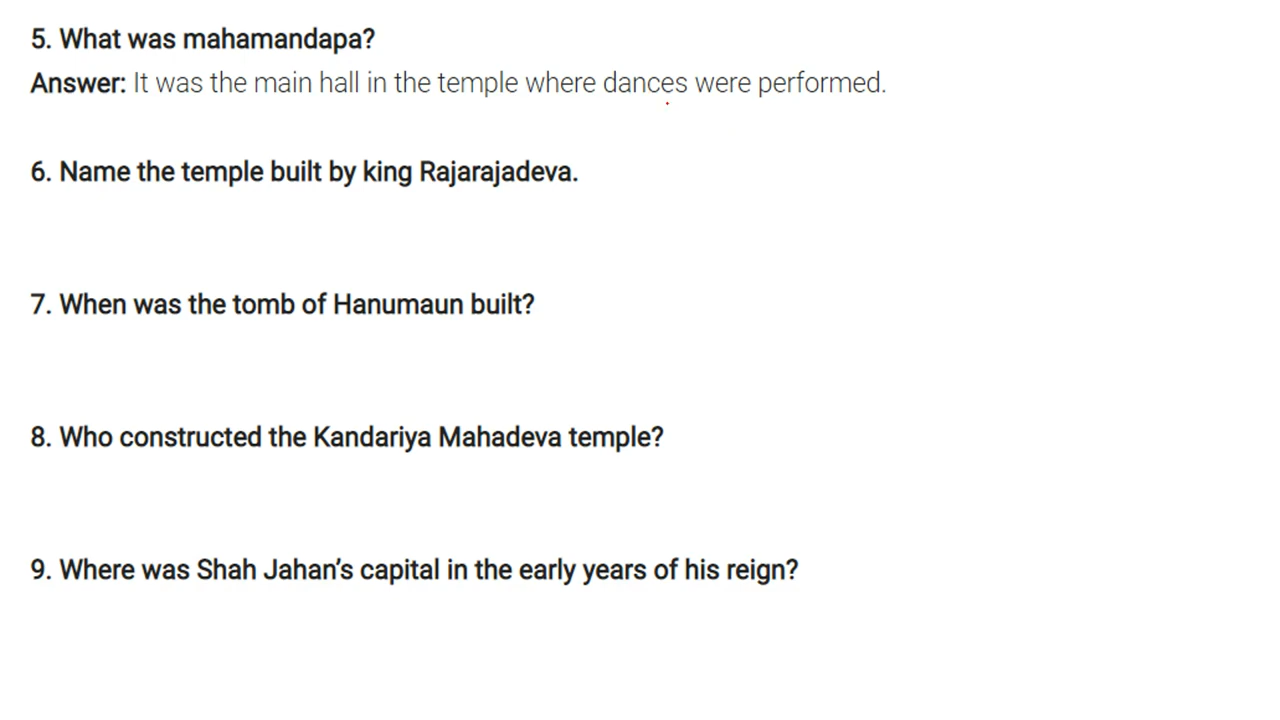 5. What was mahamandapa?
Answer: It was the main hall in the temple where dances were performed.
6. Name the temple built by king Rajarajadeva.
7. When was the tomb of Hanumaun built?
8. Who constructed the Kandariya Mahadeva temple?
9. Where was Shah Jahan’s capital in the early years of his reign?